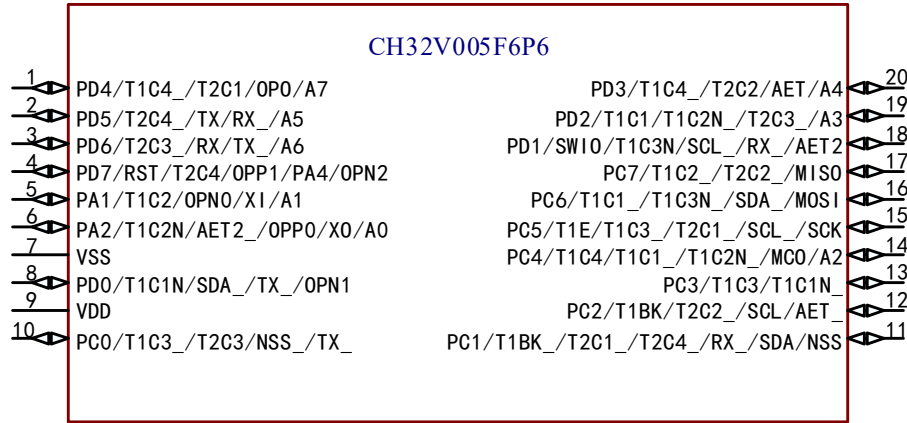 CH32V005F6P6
1 PD4/T1C4_/T2C1/OPO/A7 PD3/T1C4_/T2C2/AET/A4 20
2 PD5/T2C4_/TX/RX_/A5 PD2/T1C1/T1C2N_/T2C3_/A3 19
3 PD6/T2C3_/RX/TX_/A6 PD1/SWIO/T1C3N/SCL_/RX_/AET2 18
4 PD7/RST/T2C4/OPP1/PA4/OPN2 PC7/T1C2_/T2C2_/MISO 17
5 PA1/T1C2/OPN0/XI/A1 PC6/T1C1_/T1C3N_/SDA_/MOSI 16
6 PA2/T1C2N/AET2_/OPP0/XO/A0 PC5/T1E/T1C3_/T2C1_/SCL_/SCK 15
7 VSS PC4/T1C4/T1C1_/T1C2N_/MCO/A2 14
8 PD0/T1C1N/SDA_/TX_/OPN1 PC3/T1C3/T1C1N_ 13
9 VDD PC2/T1BK/T2C2_/SCL/AET_ 12
10 PC0/T1C3_/T2C3/NSS_/TX_ PC1/T1BK_/T2C1_/T2C4_/RX_/SDA/NSS 11